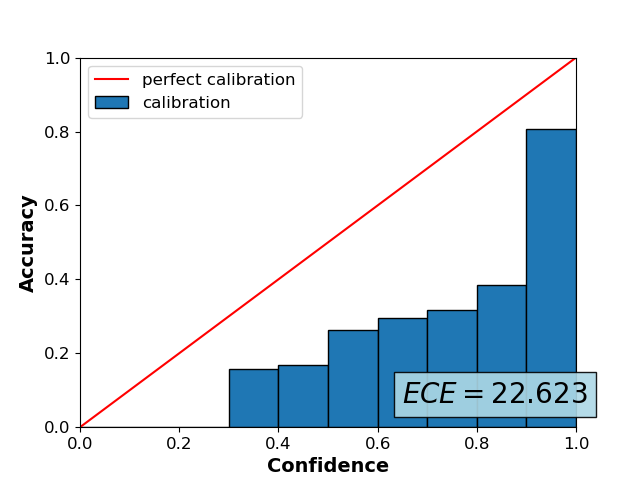 perfect calibration
calibration
1.0
0.8
0.6
0.4
0.2
0.0
Accuracy
ECE = 22.623
0.0 0.2 0.4 0.6 0.8 1.0
Confidence